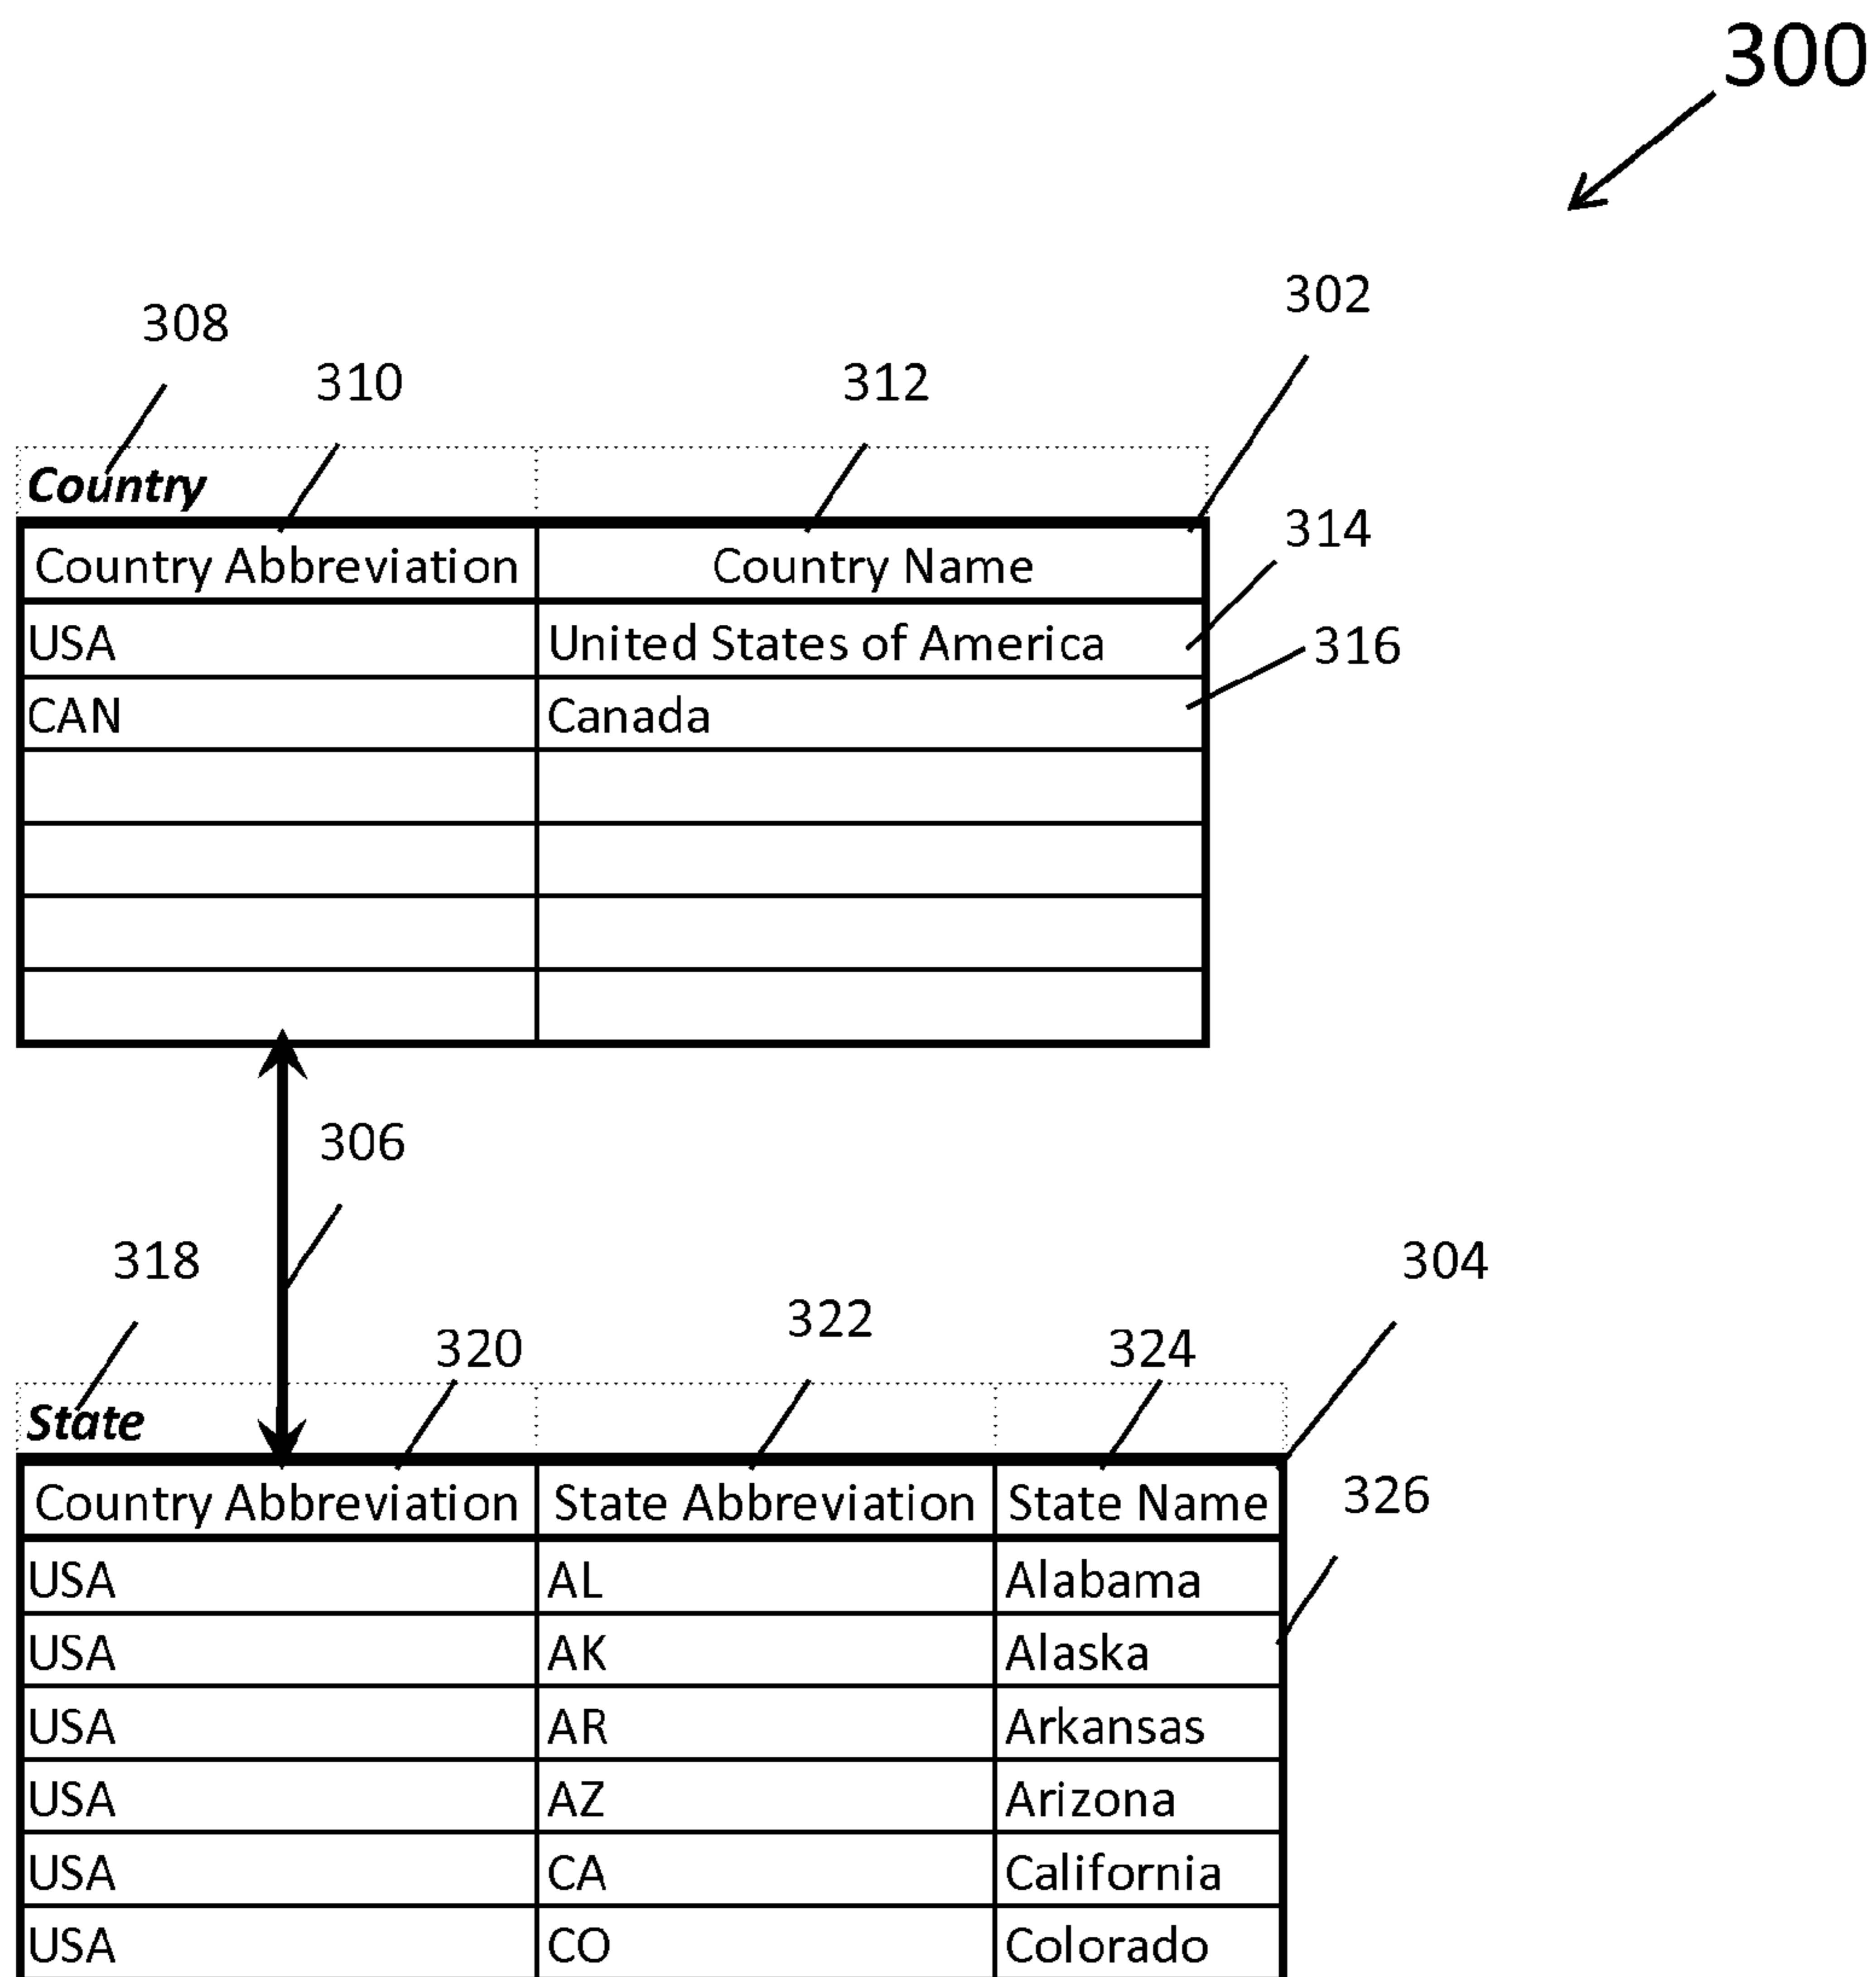 300
302
308
310 312
Country
314
Country Abbreviation Country Name
USA United States of America
316
CAN Canada
306
318 304
320 322 324
State
326
Country Abbreviation State Abbreviation State Name
USA AL Alabama
USA AK Alaska
USA AR Arkansas
USA AZ Arizona
USA CA California
USA CO Colorado